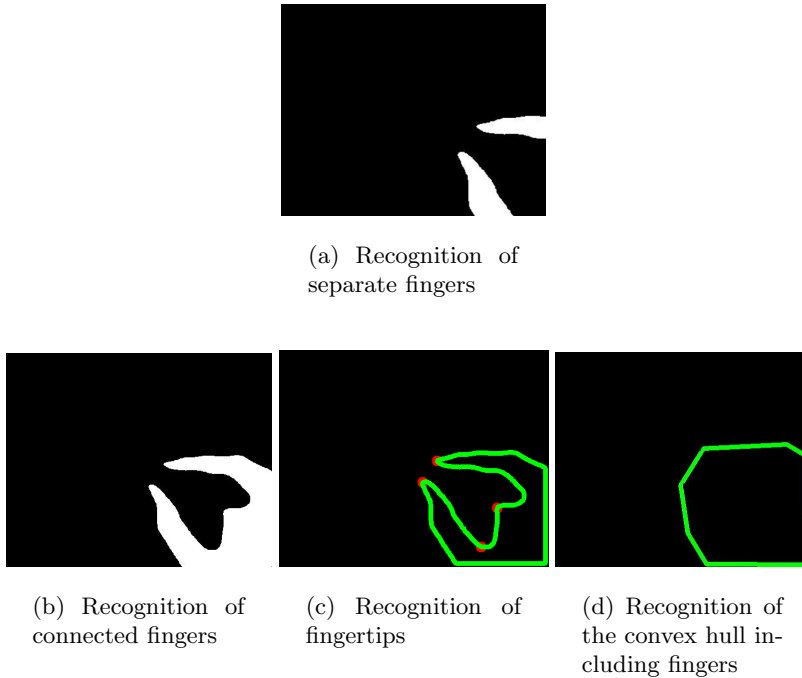 (a) Recognition of
separate fingers
(b) Recognition of
connected fingers
(c) Recognition of
fingertips
(d) Recognition of
the convex hull in-
cluding fingers